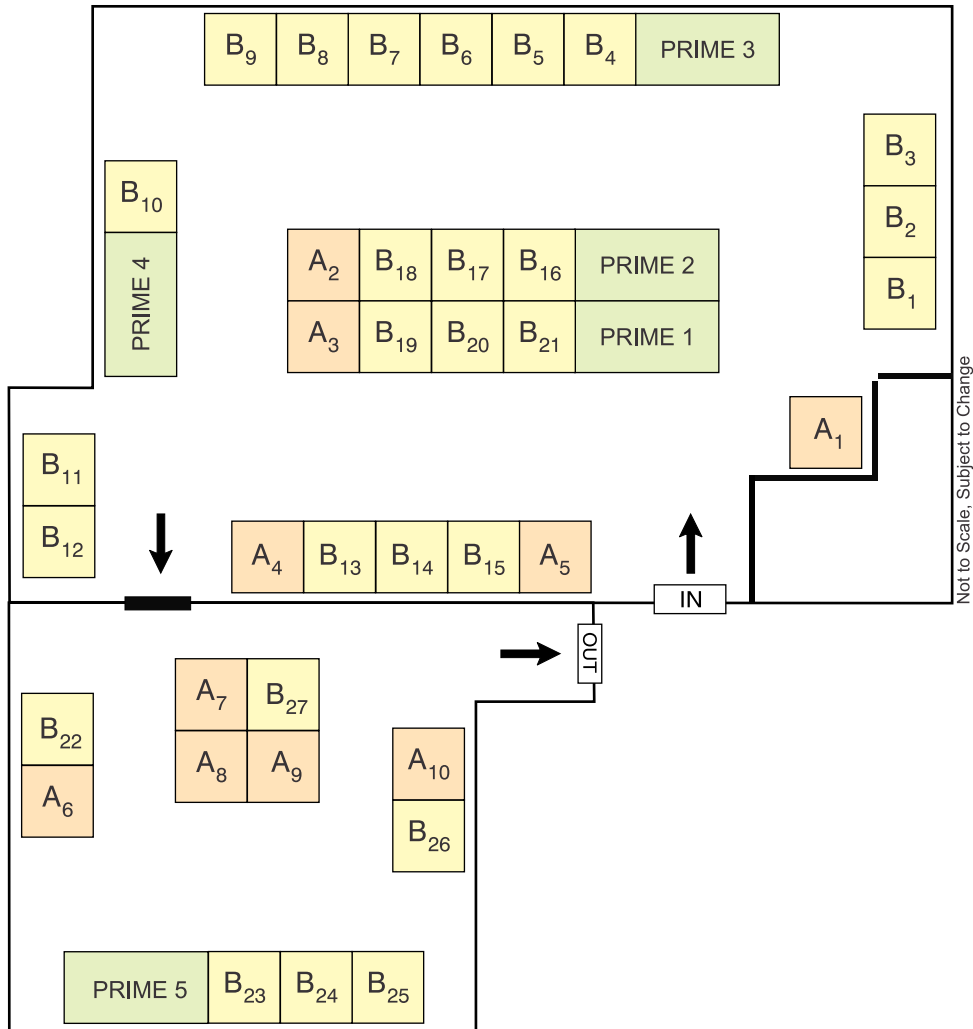 B9 B8 B7 B6 B5 B4 PRIME 3
B3
B2
B1
B10
PRIME 4
A2 B18 B17 B16 PRIME 2
A3 B19 B20 B21 PRIME 1
A1
Not to Scale, Subject to Change
B11
B12
A4 B13 B14 B15 A5
IN
OUT
B22
A6
A7 B27
A8 A9
A10
B26
PRIME 5 B23 B24 B25